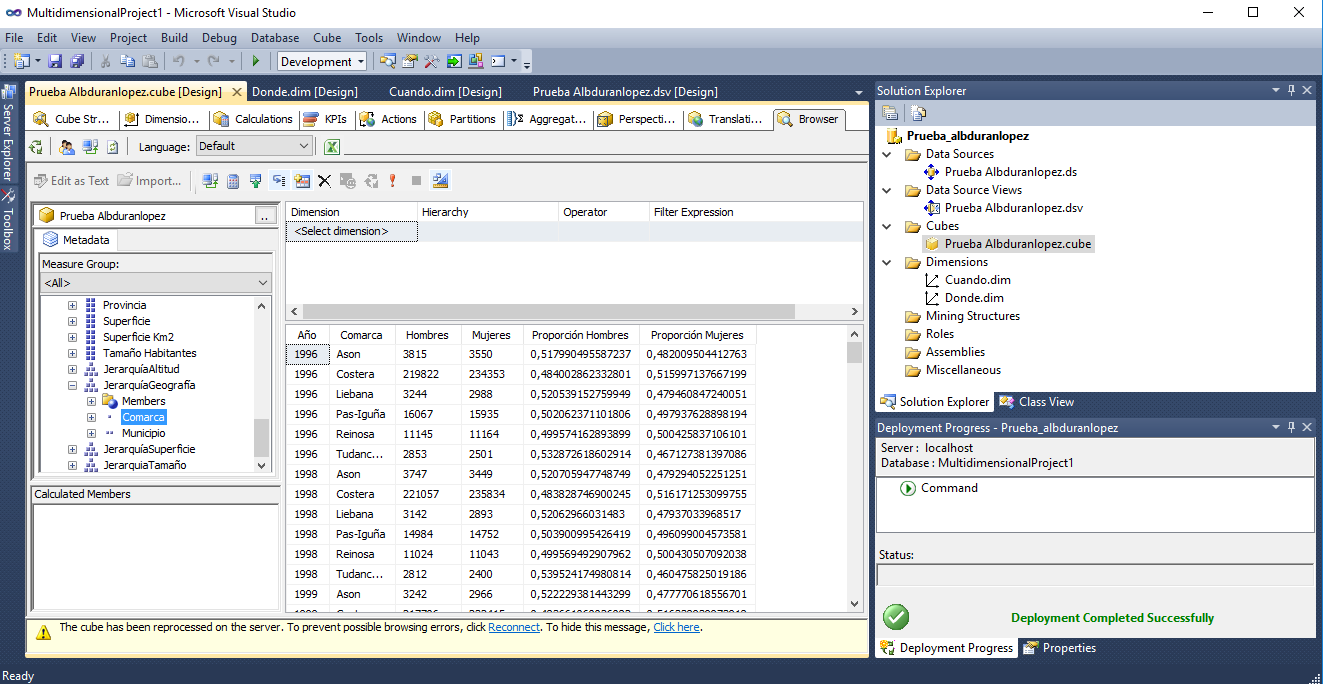 MultidimensionalProject1 - Microsoft Visual Studio
File Edit View Project Build Debug Database Cube Tools Window Help
Development
Server Explorer
Toolbox
Prueba Albduranlopez.cube [Design] Donde.dim [Design] Cuando.dim [Design] Prueba Albduranlopez.dsv [Design]
Cube Str... Dimensio... Calculations KPIs Actions Partitions Aggregat... Perspecti... Translati... Browser
Language: Default
Edit as Text Import...
Prueba Albduranlopez ..
Metadata
Measure Group:
<All>
Provincia
Superficie
Superficie Km2
Tamaño Habitantes
JerarquíaAltitud
JerarquíaGeografía
Members
Comarca
Municipio
JerarquíaSuperficie
JerarquiaTamaño
Calculated Members
Dimension Hierarchy Operator Filter Expression
<Select dimension>
Año Comarca Hombres Mujeres Proporción Hombres Proporción Mujeres
1996 Ason 3815 3550 0,517990495587237 0,482009504412763
1996 Costera 219822 234353 0,484002862332801 0,515997137667199
1996 Liebana 3244 2988 0,520539152759949 0,479460847240051
1996 Pas-Iguña 16067 15935 0,502062371101806 0,497937628898194
1996 Reinosa 11145 11164 0,499574162893899 0,500425837106101
1996 Tudanc... 2853 2501 0,532872618602914 0,467127381397086
1998 Ason 3747 3449 0,520705947748749 0,479294052251251
1998 Costera 221057 235834 0,483828746900245 0,516171253099755
1998 Liebana 3142 2893 0,52062966031483 0,47937033968517
1998 Pas-Iguña 14984 14752 0,503900995426419 0,496099004573581
1998 Reinosa 11024 11043 0,499569492907962 0,500430507092038
1998 Tudanc... 2812 2400 0,539524174980814 0,460475825019186
1999 Ason 3242 2966 0,522229381443299 0,477770618556701
The cube has been reprocessed on the server. To prevent possible browsing errors, click Reconnect. To hide this message, Click here.
Solution Explorer
Prueba_albduranlopez
Data Sources
Prueba Albduranlopez.ds
Data Source Views
Prueba Albduranlopez.dsv
Cubes
Prueba Albduranlopez.cube
Dimensions
Cuando.dim
Donde.dim
Mining Structures
Roles
Assemblies
Miscellaneous
Solution Explorer Class View
Deployment Progress - Prueba_albduranlopez
Server : localhost
Database : MultidimensionalProject1
Command
Status:
Deployment Completed Successfully
Deployment Progress Properties
Ready